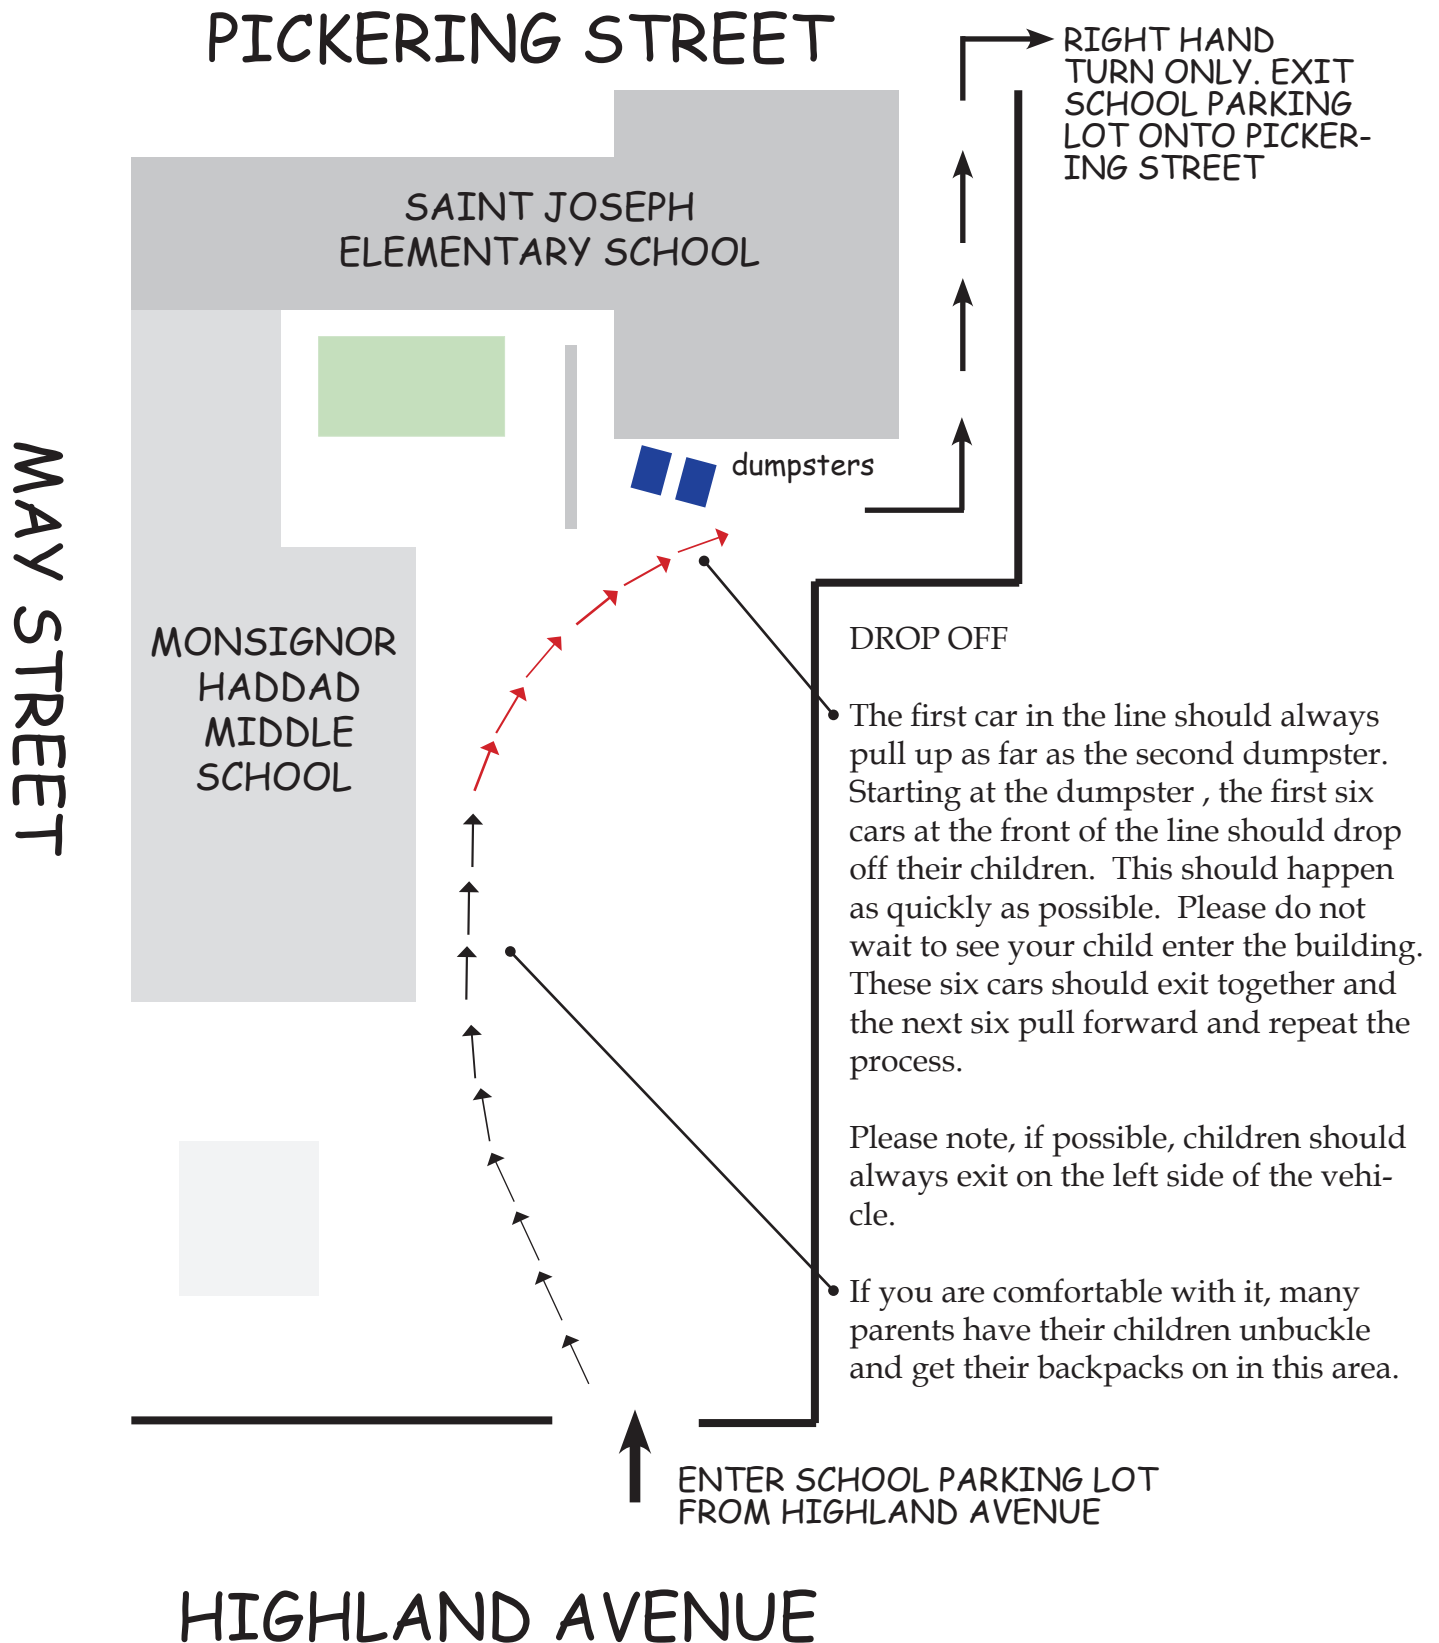 PICKERING STREET
RIGHT HAND
TURN ONLY. EXIT
SCHOOL PARKING
LOT ONTO PICKER-
ING STREET
SAINT JOSEPH
ELEMENTARY SCHOOL
dumpsters
MAY STREET
MONSIGNOR
HADDAD
MIDDLE
SCHOOL
DROP OFF
The first car in the line should always
pull up as far as the second dumpster.
Starting at the dumpster , the first six
cars at the front of the line should drop
off their children.  This should happen
as quickly as possible.  Please do not
wait to see your child enter the building.
These six cars should exit together and
the next six pull forward and repeat the
process.
Please note, if possible, children should
always exit on the left side of the vehi-
cle.
If you are comfortable with it, many
parents have their children unbuckle
and get their backpacks on in this area.
ENTER SCHOOL PARKING LOT
FROM HIGHLAND AVENUE
HIGHLAND AVENUE